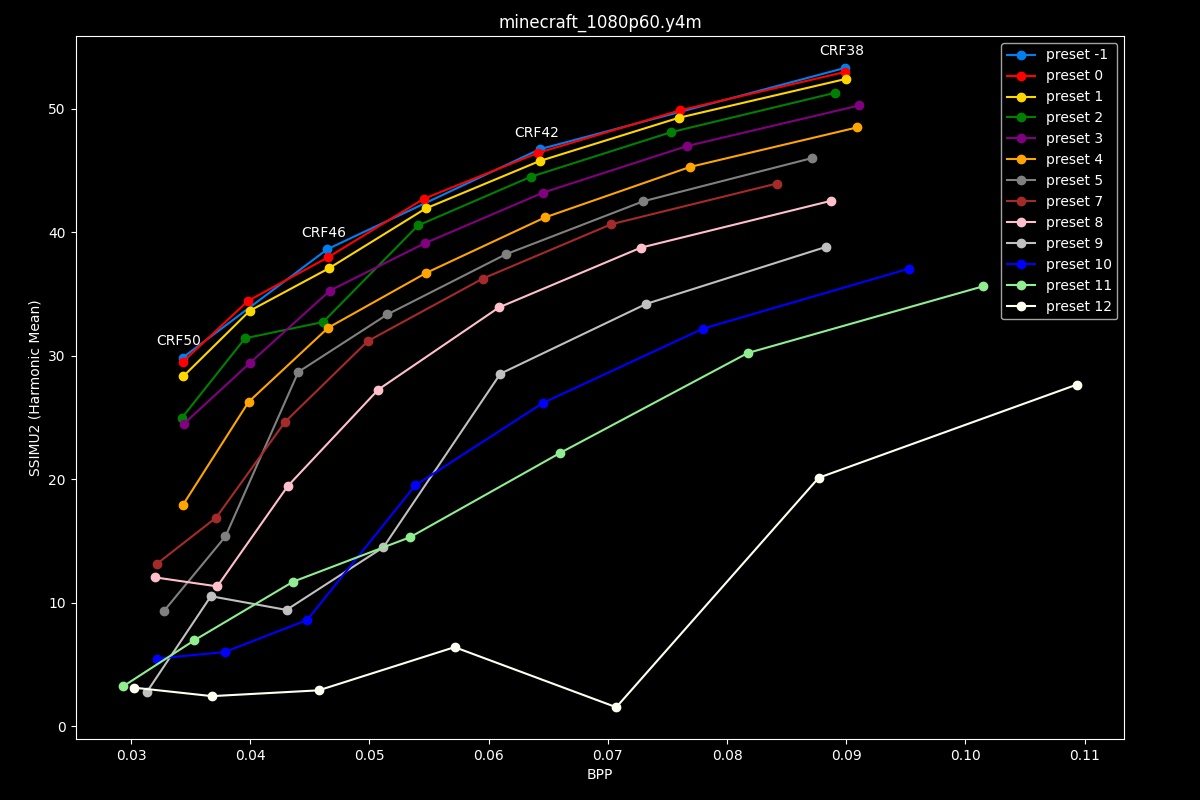 minecraft_1080p60.y4m
CRF38
CRF42
CRF46
CRF50
preset -1
preset 0
preset 1
preset 2
preset 3
preset 4
preset 5
preset 7
preset 8
preset 9
preset 10
preset 11
preset 12
SSIMU2 (Harmonic Mean)
50
40
30
20
10
0
0.03 0.04 0.05 0.06 0.07 0.08 0.09 0.10 0.11
BPP